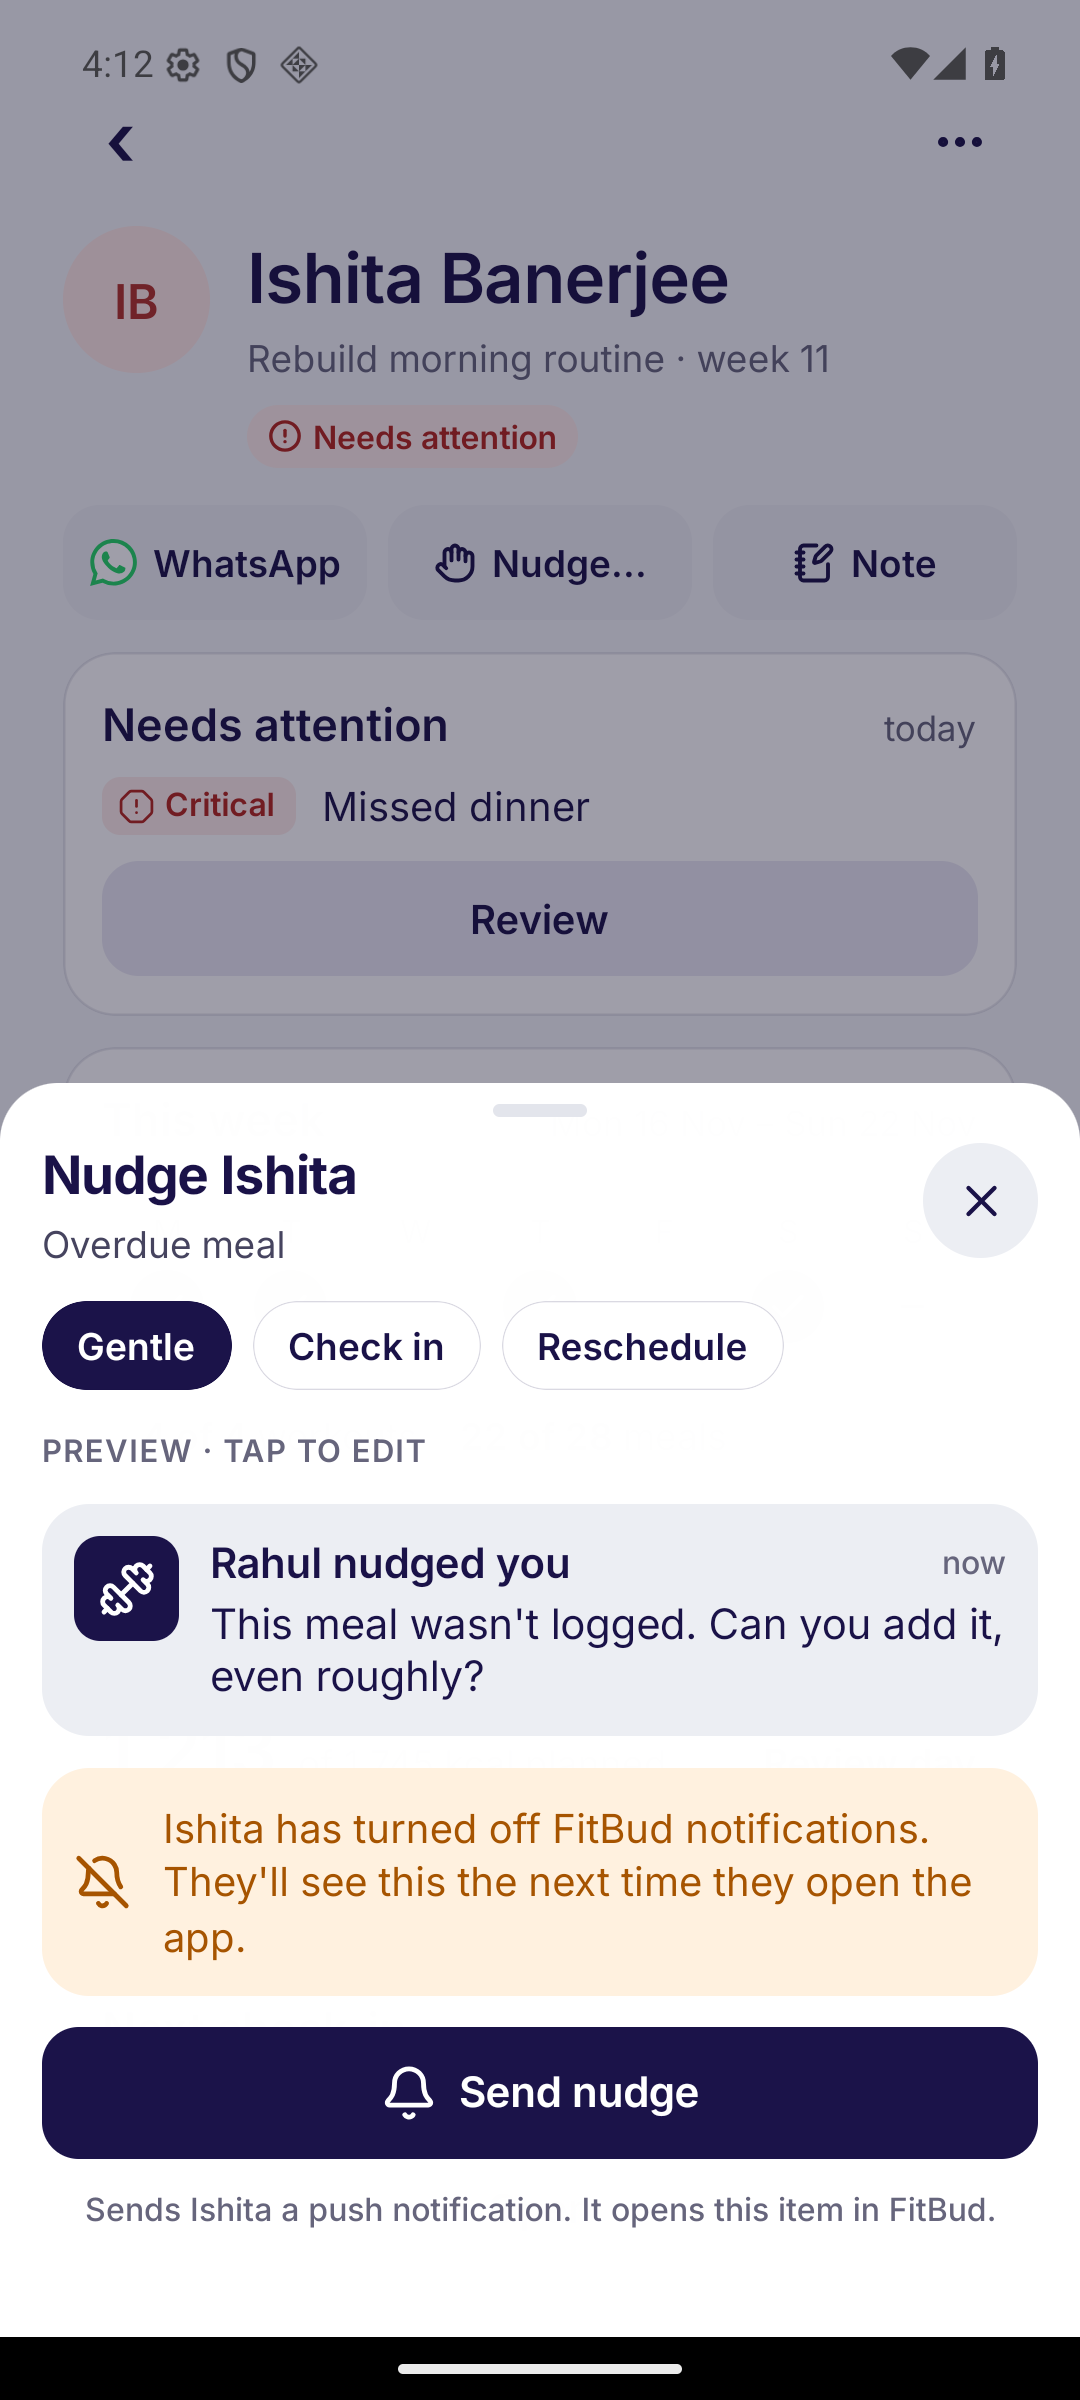 4:12
Ishita Banerjee
IB
Rebuild morning routine · week 11
Needs attention
WhatsApp
Nudge...
Note
Needs attention
today
Critical
Missed dinner
Review
Nudge Ishita
Overdue meal
Gentle
Check in
Reschedule
PREVIEW · TAP TO EDIT
Rahul nudged you
now
This meal wasn't logged. Can you add it,
even roughly?
Ishita has turned off FitBud notifications.
They'll see this the next time they open the
app.
Send nudge
Sends Ishita a push notification. It opens this item in FitBud.